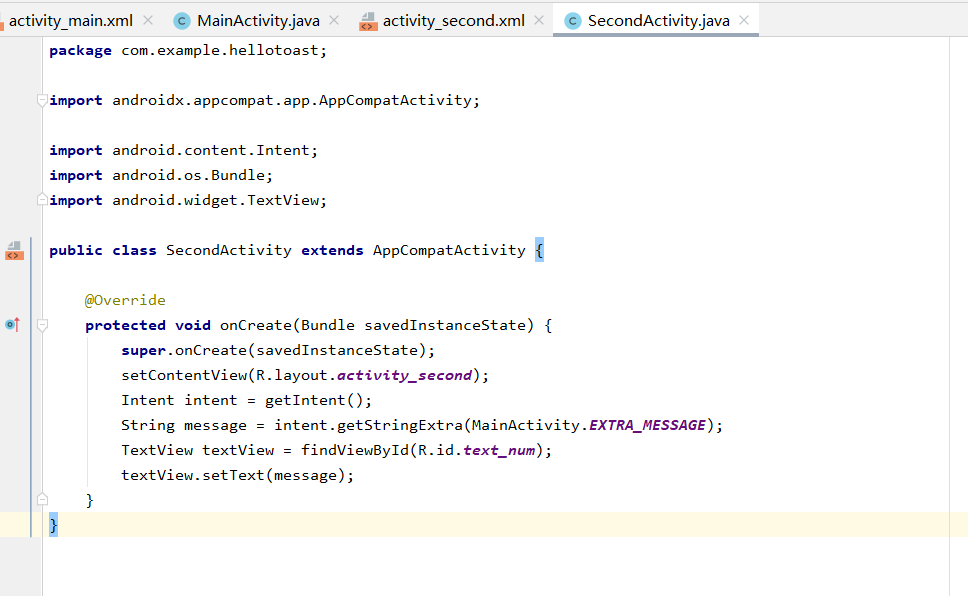 activity_main.xml MainActivity.java activity_second.xml SecondActivity.java
package com.example.hellotoast;
import androidx.appcompat.app.AppCompatActivity;
import android.content.Intent;
import android.os.Bundle;
import android.widget.TextView;
public class SecondActivity extends AppCompatActivity {
@Override
protected void onCreate(Bundle savedInstanceState) {
super.onCreate(savedInstanceState);
setContentView(R.layout.activity_second);
Intent intent = getIntent();
String message = intent.getStringExtra(MainActivity.EXTRA_MESSAGE);
TextView textView = findViewById(R.id.text_num);
textView.setText(message);
}
}